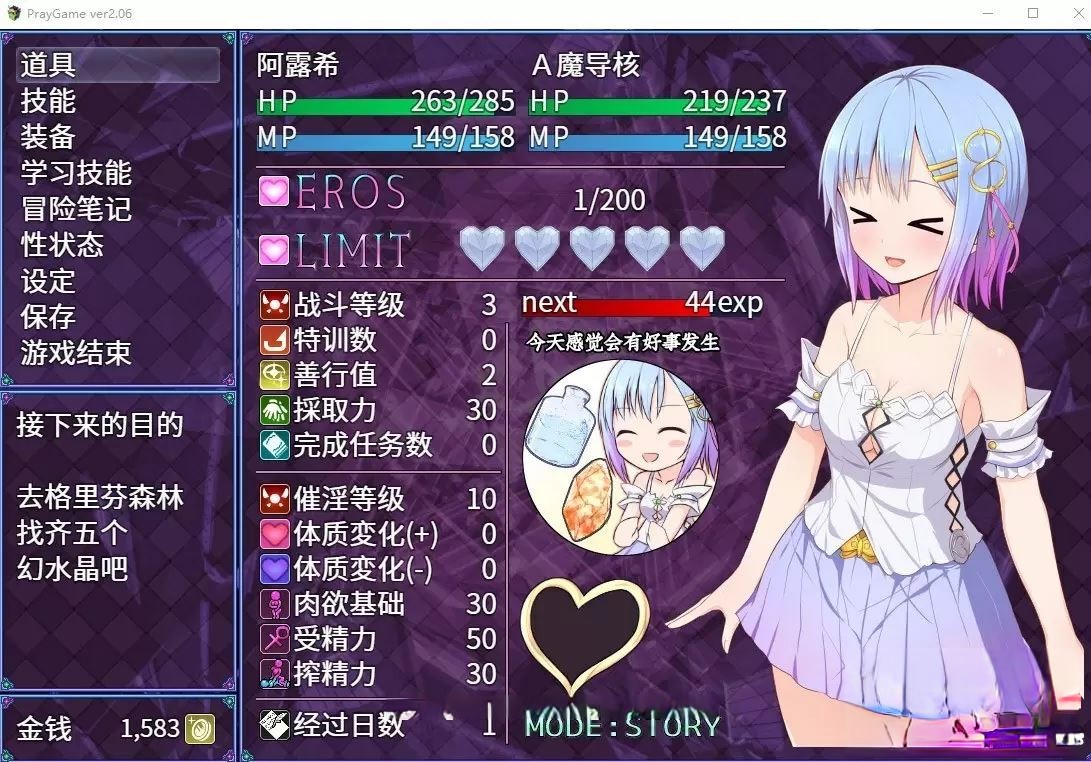 PrayGame ver2.06
道具
技能
装备
学习技能
冒险笔记
性状态
设定
保存
游戏结束
接下来的目的
去格里芬森林
找齐五个
幻水晶吧
金钱 1,583
阿露希 A魔导核
HP 263/285 HP 219/237
MP 149/158 MP 149/158
EROS 1/200
LIMIT
战斗等级 3 next 44exp
特训数 0 今天感觉会有好事发生
善行值 2
採取力 30
完成任务数 0
催淫等级 10
体质变化(+) 0
体质变化(-) 0
肉欲基础 30
受精力 50
搾精力 30
经过日数 1 MODE:STORY